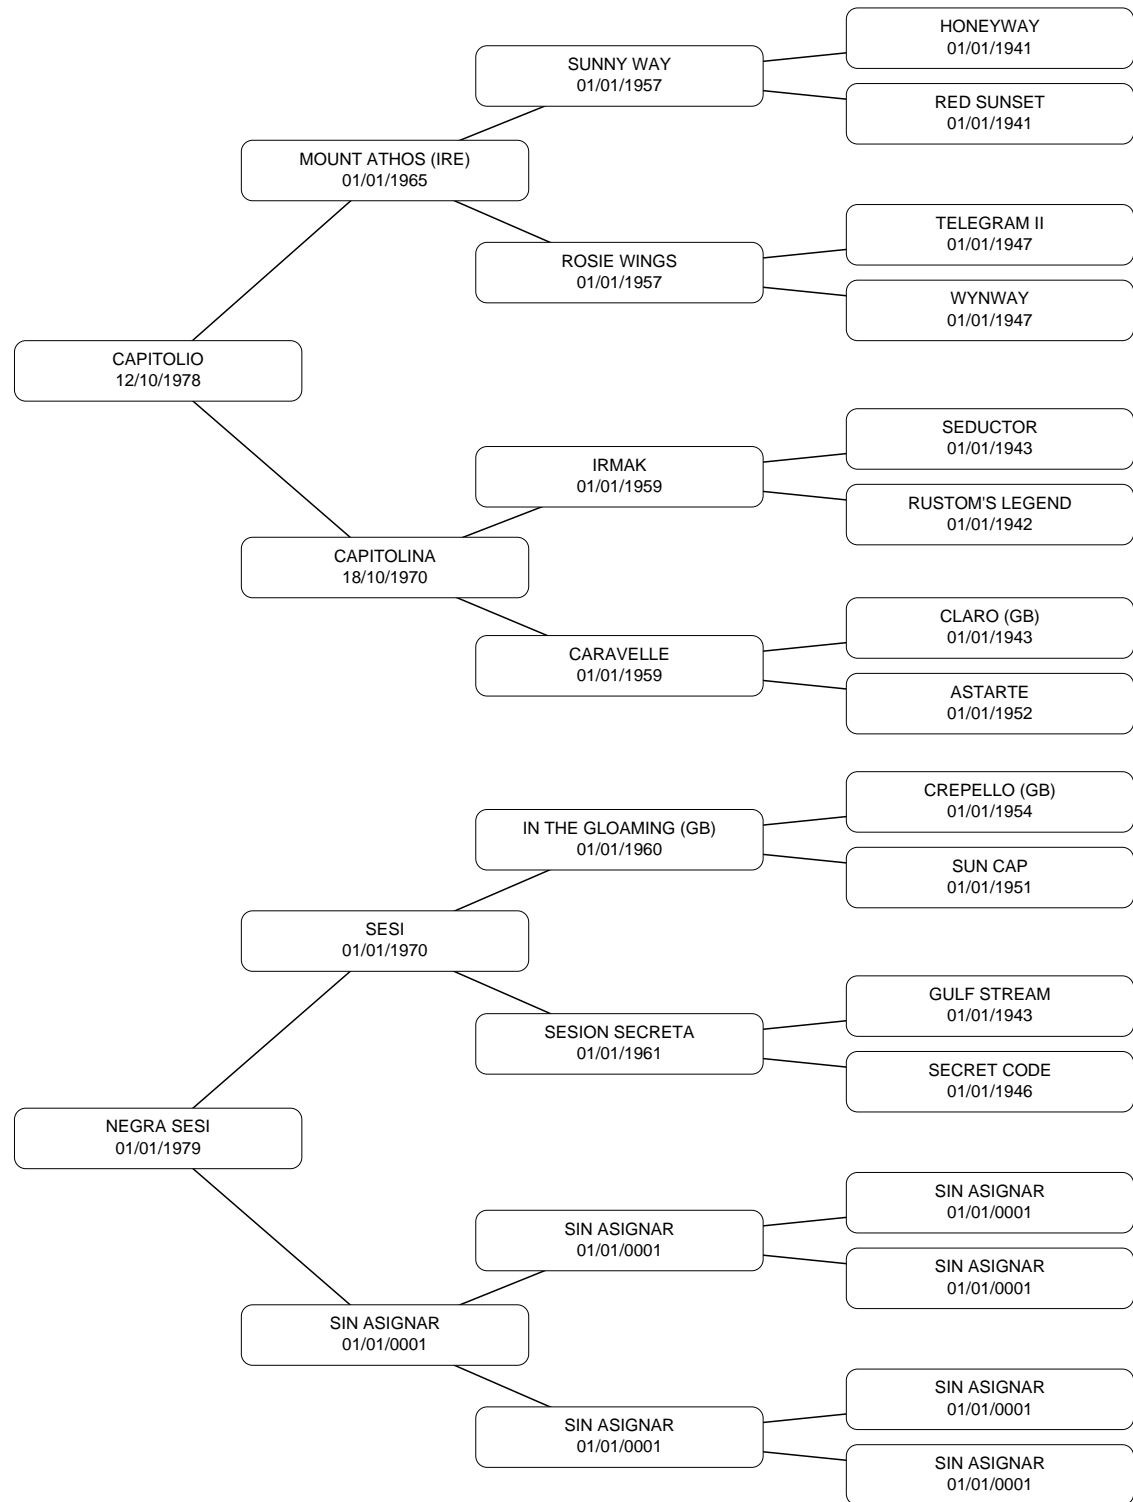 HONEYWAY
01/01/1941
SUNNY WAY
01/01/1957
RED SUNSET
01/01/1941
MOUNT ATHOS (IRE)
01/01/1965
TELEGRAM II
01/01/1947
ROSIE WINGS
01/01/1957
WYNWAY
01/01/1947
CAPITOLIO
12/10/1978
SEDUCTOR
01/01/1943
IRMAK
01/01/1959
RUSTOM'S LEGEND
01/01/1942
CAPITOLINA
18/10/1970
CLARO (GB)
01/01/1943
CARAVELLE
01/01/1959
ASTARTE
01/01/1952
CREPELLO (GB)
01/01/1954
IN THE GLOAMING (GB)
01/01/1960
SUN CAP
01/01/1951
SESI
01/01/1970
GULF STREAM
01/01/1943
SESION SECRETA
01/01/1961
SECRET CODE
01/01/1946
NEGRA SESI
01/01/1979
SIN ASIGNAR
01/01/0001
SIN ASIGNAR
01/01/0001
SIN ASIGNAR
01/01/0001
SIN ASIGNAR
01/01/0001
SIN ASIGNAR
01/01/0001
SIN ASIGNAR
01/01/0001
SIN ASIGNAR
01/01/0001